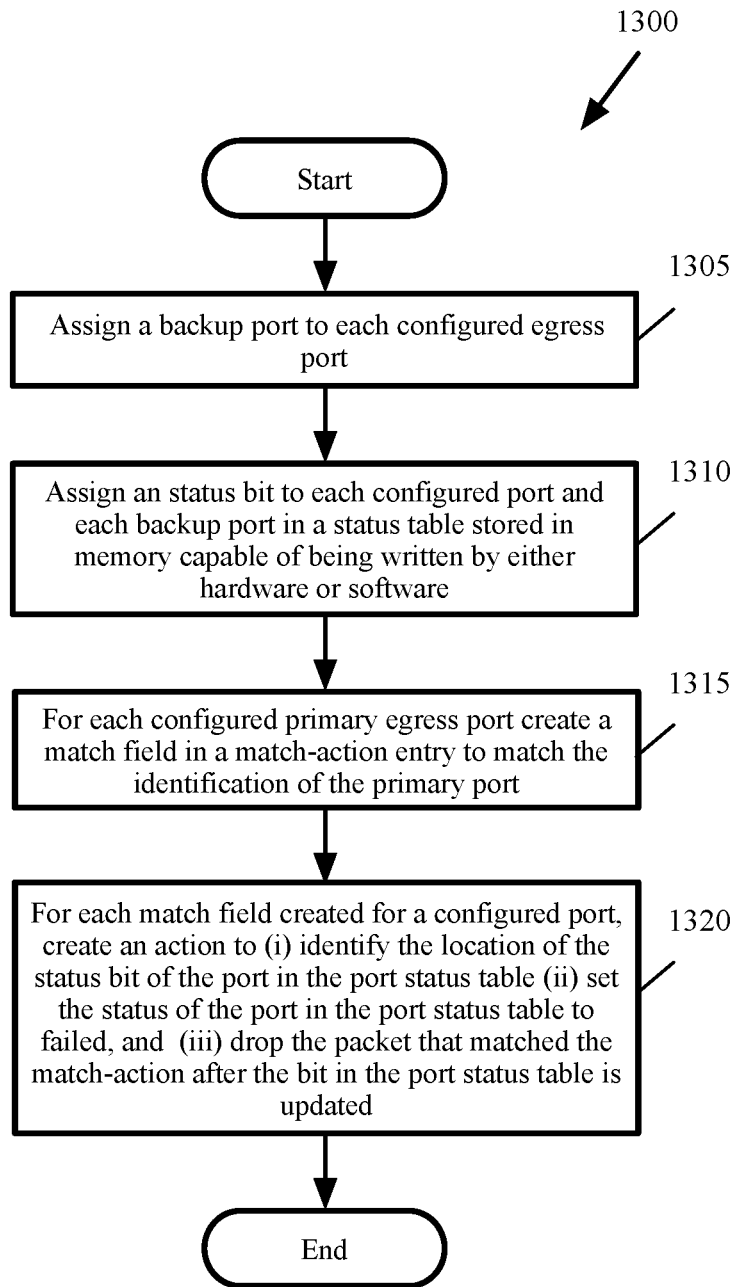 1300
Start
1305
Assign a backup port to each configured egress
port
1310
Assign an status bit to each configured port and
each backup port in a status table stored in
memory capable of being written by either
hardware or software
1315
For each configured primary egress port create a
match field in a match-action entry to match the
identification of the primary port
1320
For each match field created for a configured port,
create an action to (i) identify the location of the
status bit of the port in the port status table (ii) set
the status of the port in the port status table to
failed, and (iii) drop the packet that matched the
match-action after the bit in the port status table is
updated
End